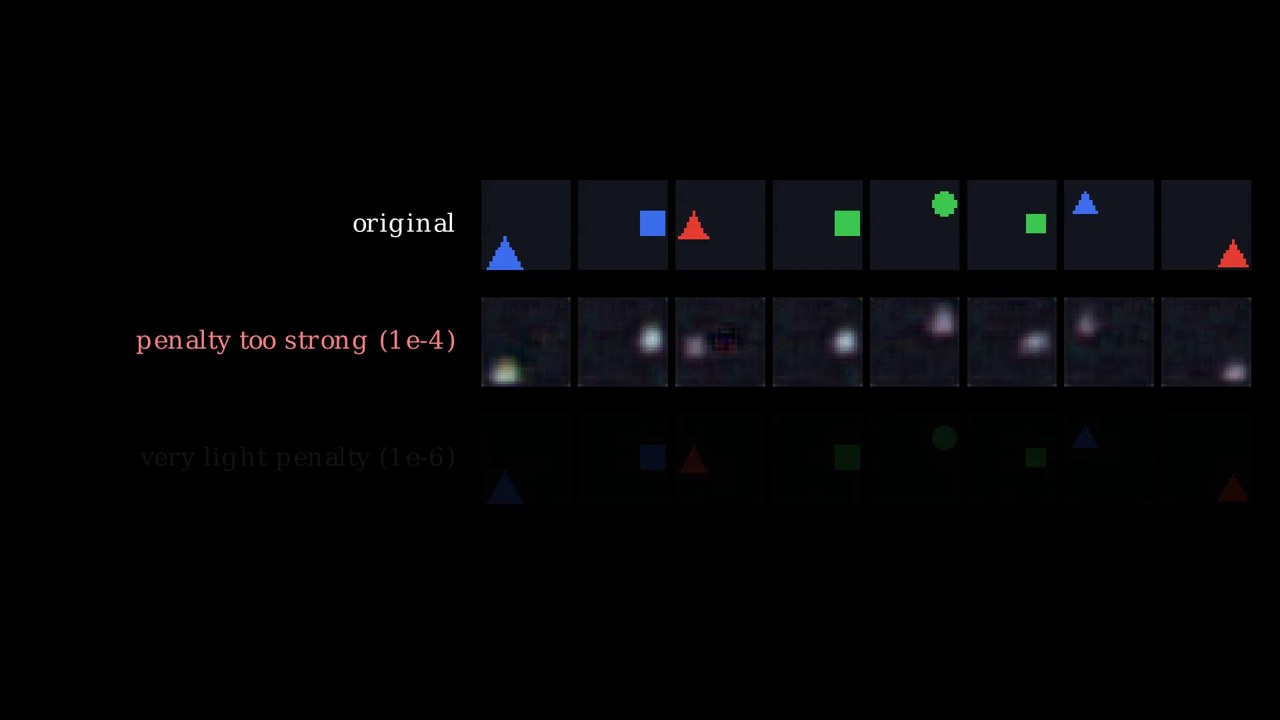 original
penalty too strong (1e-4)
very light penalty (1e-6)